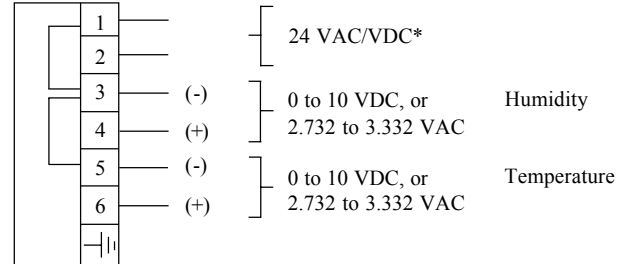 1
2
24 VAC/VDC*
3 (-)
4 (+)
0 to 10 VDC, or
2.732 to 3.332 VAC
Humidity
5 (-)
6 (+)
0 to 10 VDC, or
2.732 to 3.332 VAC
Temperature